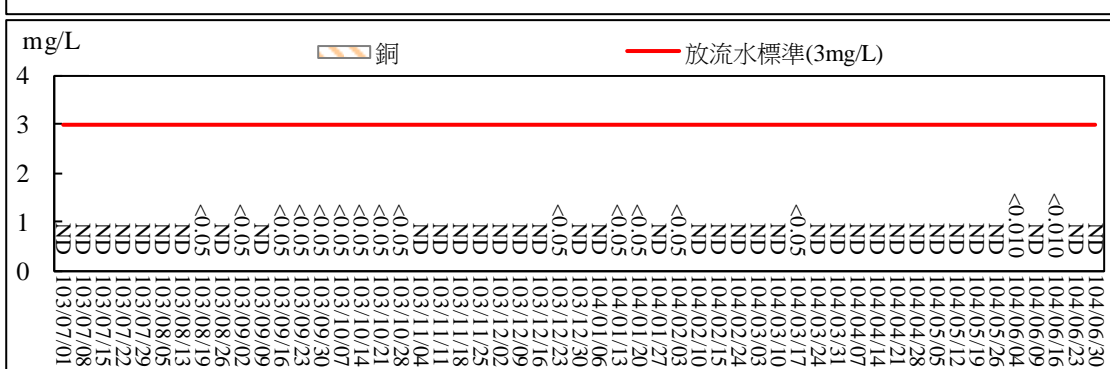 mg/L
銅
放流水標準(3mg/L)
4
3
2
1
0
ND
ND
ND
ND
ND
ND
ND
<0.05
ND
<0.05
ND
<0.05
<0.05
<0.05
<0.05
<0.05
<0.05
<0.05
ND
ND
ND
ND
ND
ND
ND
<0.05
ND
ND
<0.05
<0.05
ND
<0.05
ND
ND
ND
ND
ND
<0.05
ND
ND
ND
ND
ND
ND
ND
ND
ND
ND
<0.010
ND
<0.010
ND
ND
103/07/01
103/07/08
103/07/15
103/07/22
103/07/29
103/08/05
103/08/13
103/08/19
103/08/26
103/09/02
103/09/09
103/09/16
103/09/23
103/09/30
103/10/07
103/10/14
103/10/21
103/10/28
103/11/04
103/11/11
103/11/18
103/11/25
103/12/02
103/12/09
103/12/16
103/12/23
103/12/30
104/01/06
104/01/13
104/01/20
104/01/27
104/02/03
104/02/10
104/02/15
104/02/24
104/03/03
104/03/10
104/03/17
104/03/24
104/03/31
104/04/07
104/04/14
104/04/21
104/04/28
104/05/05
104/05/12
104/05/19
104/05/26
104/06/04
104/06/09
104/06/16
104/06/23
104/06/30